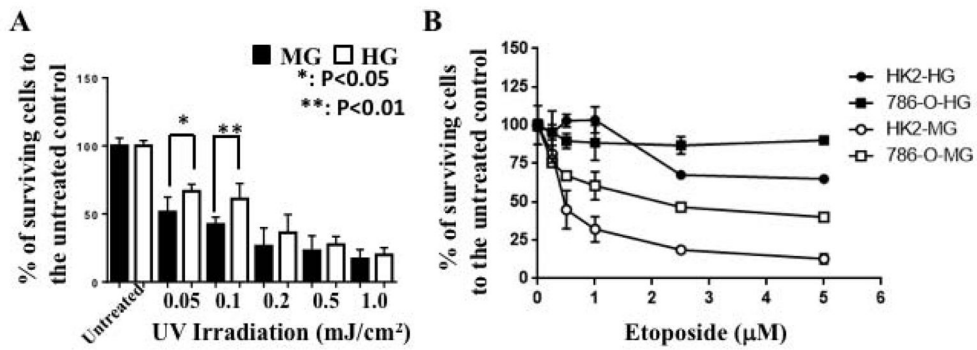 A
MG HG
*: P<0.05
**: P<0.01
% of surviving cells to
the untreated control
150
100
50
0
* **
Untreated
0.05 0.1 0.2 0.5 1.0
UV Irradiation (mJ/cm²)
B
% of surviving cells
to the untreated control
150
125
100
75
50
25
0
0 1 2 3 4 5 6
Etoposide (μM)
HK2-HG
786-O-HG
HK2-MG
786-O-MG